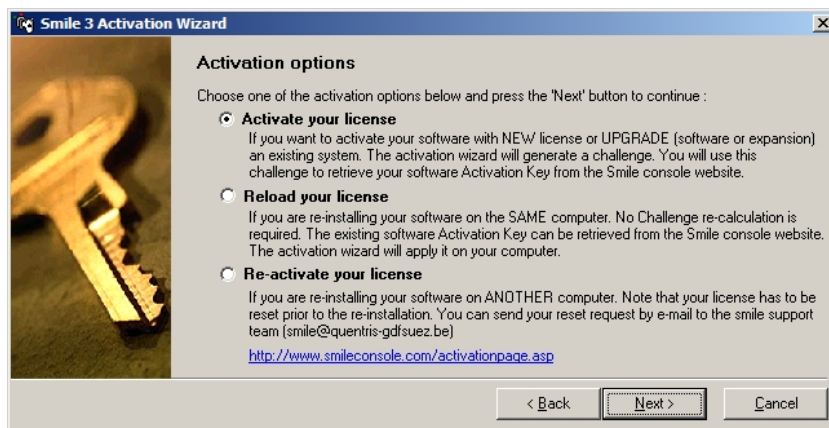 Smile 3 Activation Wizard
Activation options
Choose one of the activation options below and press the 'Next' button to continue :
Activate your license
If you want to activate your software with NEW license or UPGRADE (software or expansion)
an existing system. The activation wizard will generate a challenge. You will use this
challenge to retrieve your software Activation Key from the Smile console website.
Reload your license
If you are re-installing your software on the SAME computer. No Challenge re-calculation is
required. The existing software Activation Key can be retrieved from the Smile console website.
The activation wizard will apply it on your computer.
Re-activate your license
If you are re-installing your software on ANOTHER computer. Note that your license has to be
reset prior to the re-installation. You can send your reset request by e-mail to the smile support
team (smile@quentris-gdfsuez.be)
http://www.smileconsole.com/activationpage.asp
< Back Next > Cancel